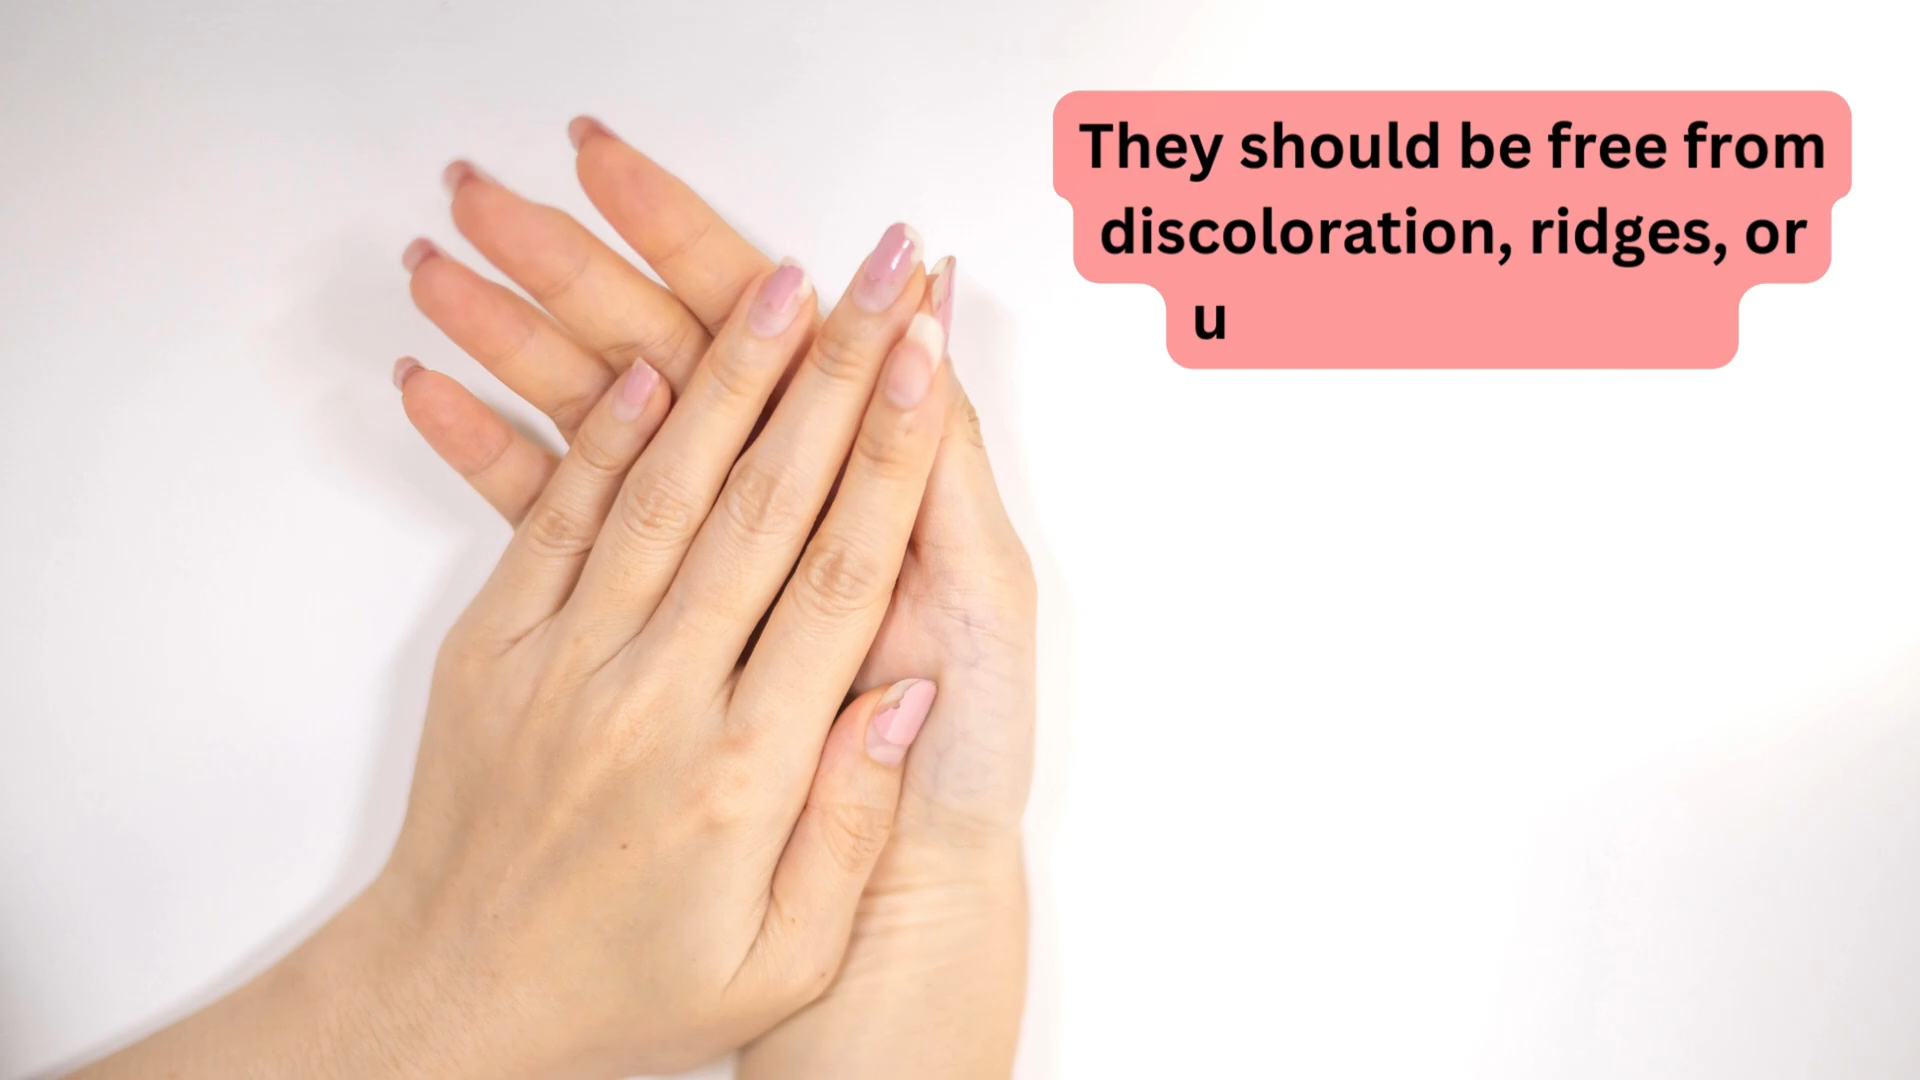 They should be free from
discoloration, ridges, or
u